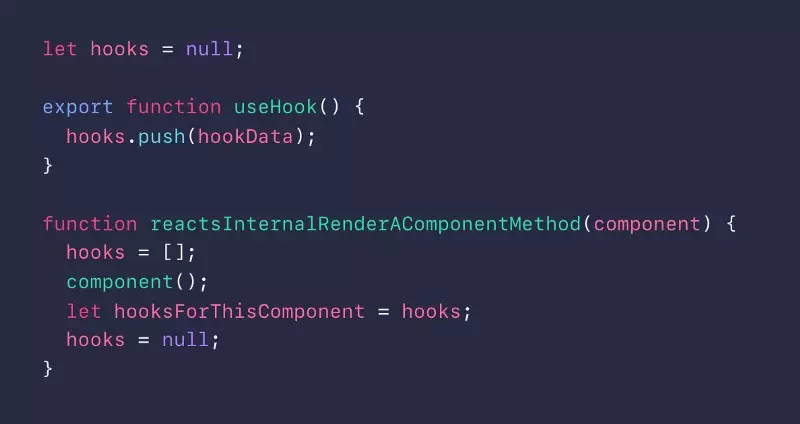 let hooks = null;
export function useHook() {
hooks.push(hookData);
}
function reactsInternalRenderAComponentMethod(component) {
hooks = [];
component();
let hooksForThisComponent = hooks;
hooks = null;
}